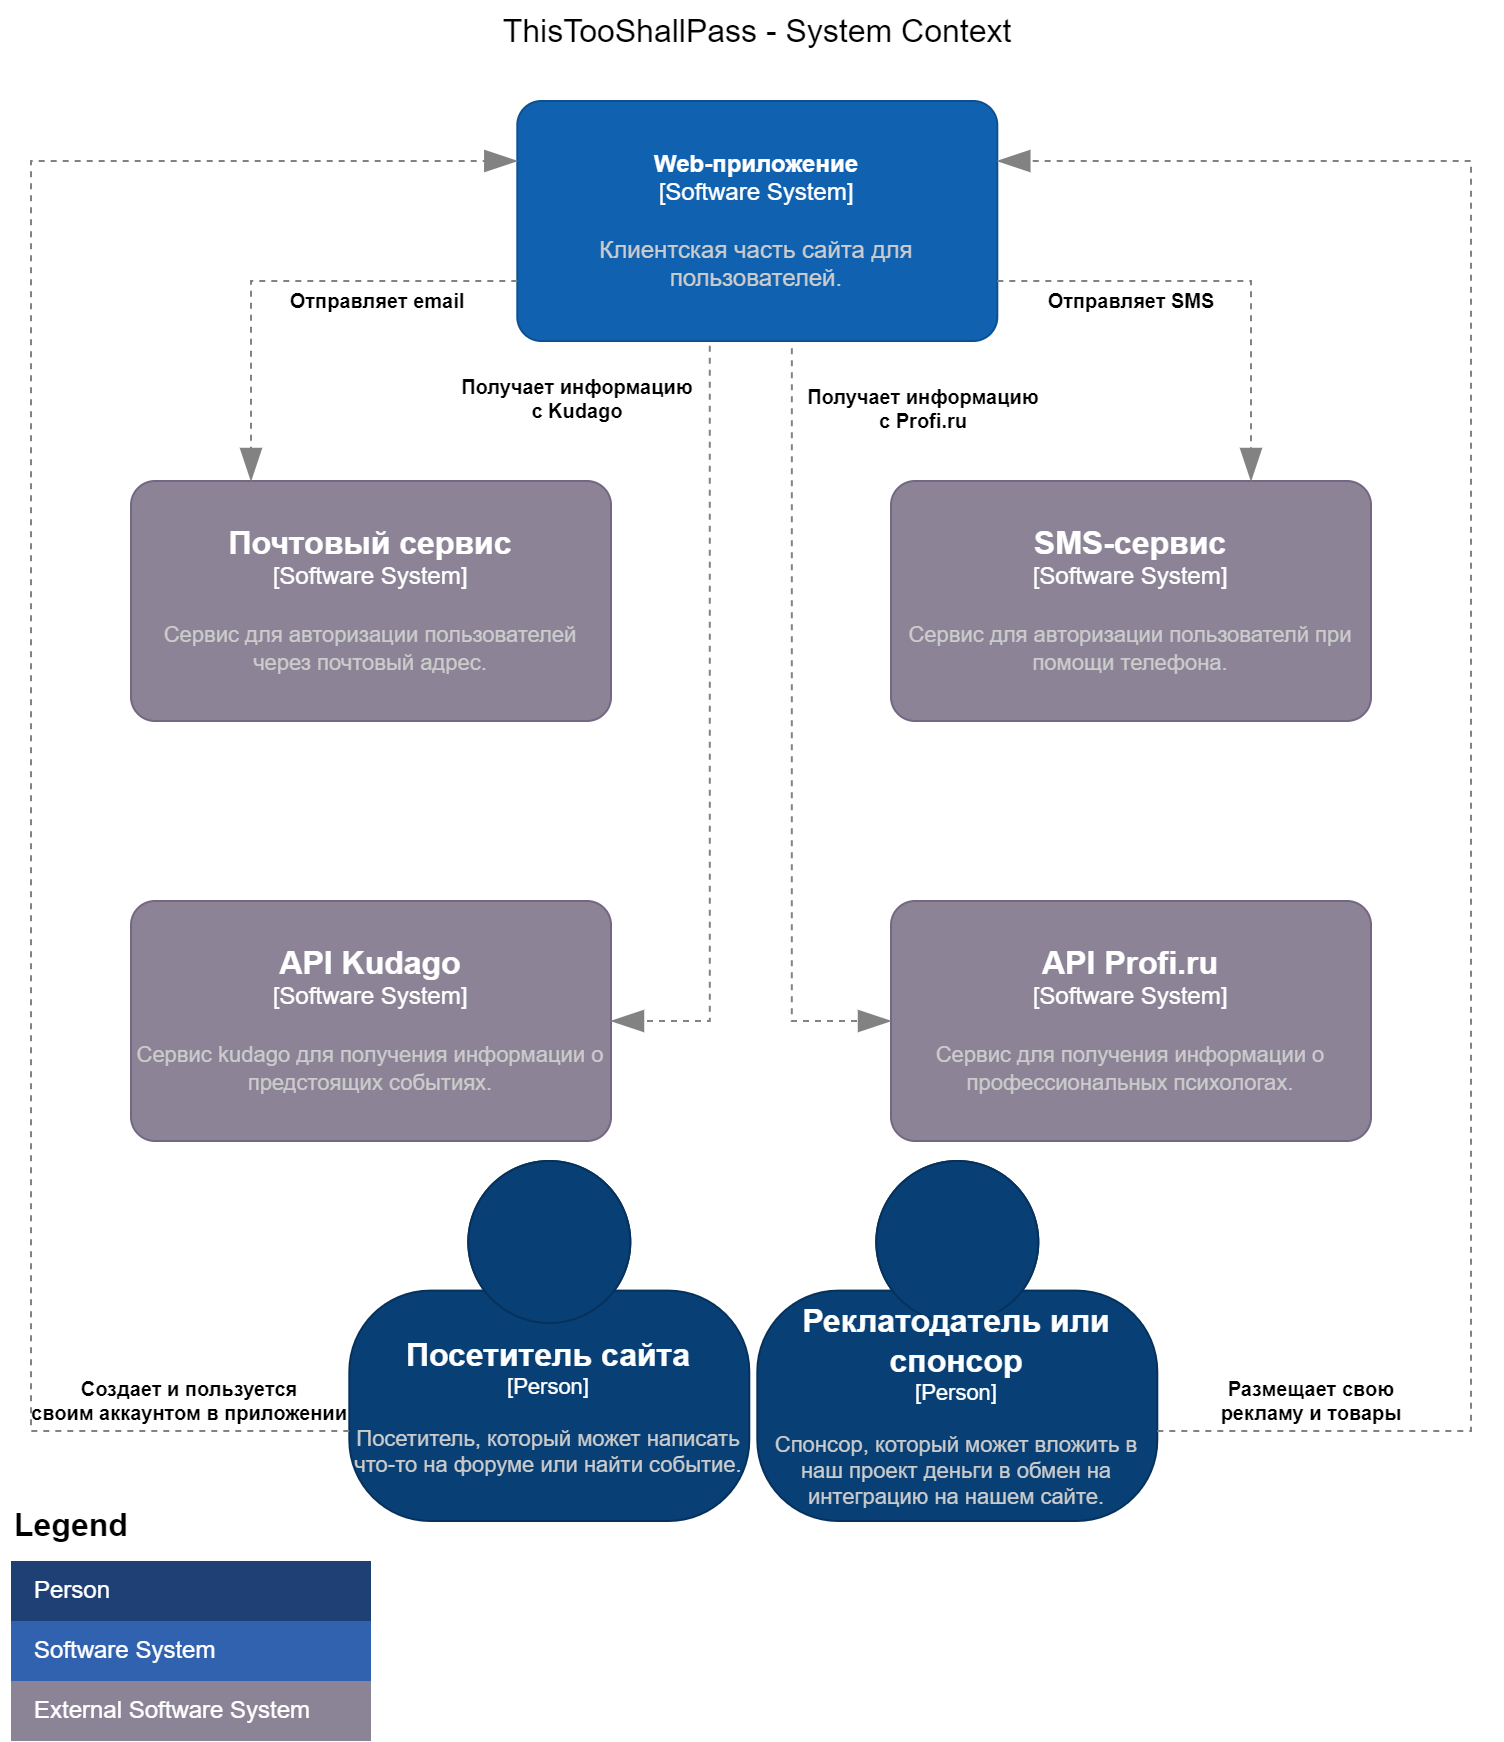 ThisTooShallPass - System Context
Web-приложение
[Software System]
Клиентская часть сайта для
пользователей.
Отправляет email
Отправляет SMS
Получает информацию
с Kudago
Получает информацию
с Profi.ru
Почтовый сервис
[Software System]
Сервис для авторизации пользователей
через почтовый адрес.
SMS-сервис
[Software System]
Сервис для авторизации пользователй при
помощи телефона.
API Kudago
[Software System]
Сервис kudago для получения информации о
предстоящих событиях.
API Profi.ru
[Software System]
Сервис для получения информации о
профессиональных психологах.
Посетитель сайта
[Person]
Посетитель, который может написать
что-то на форуме или найти событие.
Реклатодатель или
спонсор
[Person]
Спонсор, который может вложить в
наш проект деньги в обмен на
интеграцию на нашем сайте.
Создает и пользуется
своим аккаунтом в приложении
Размещает свою
рекламу и товары
Legend
Person
Software System
External Software System